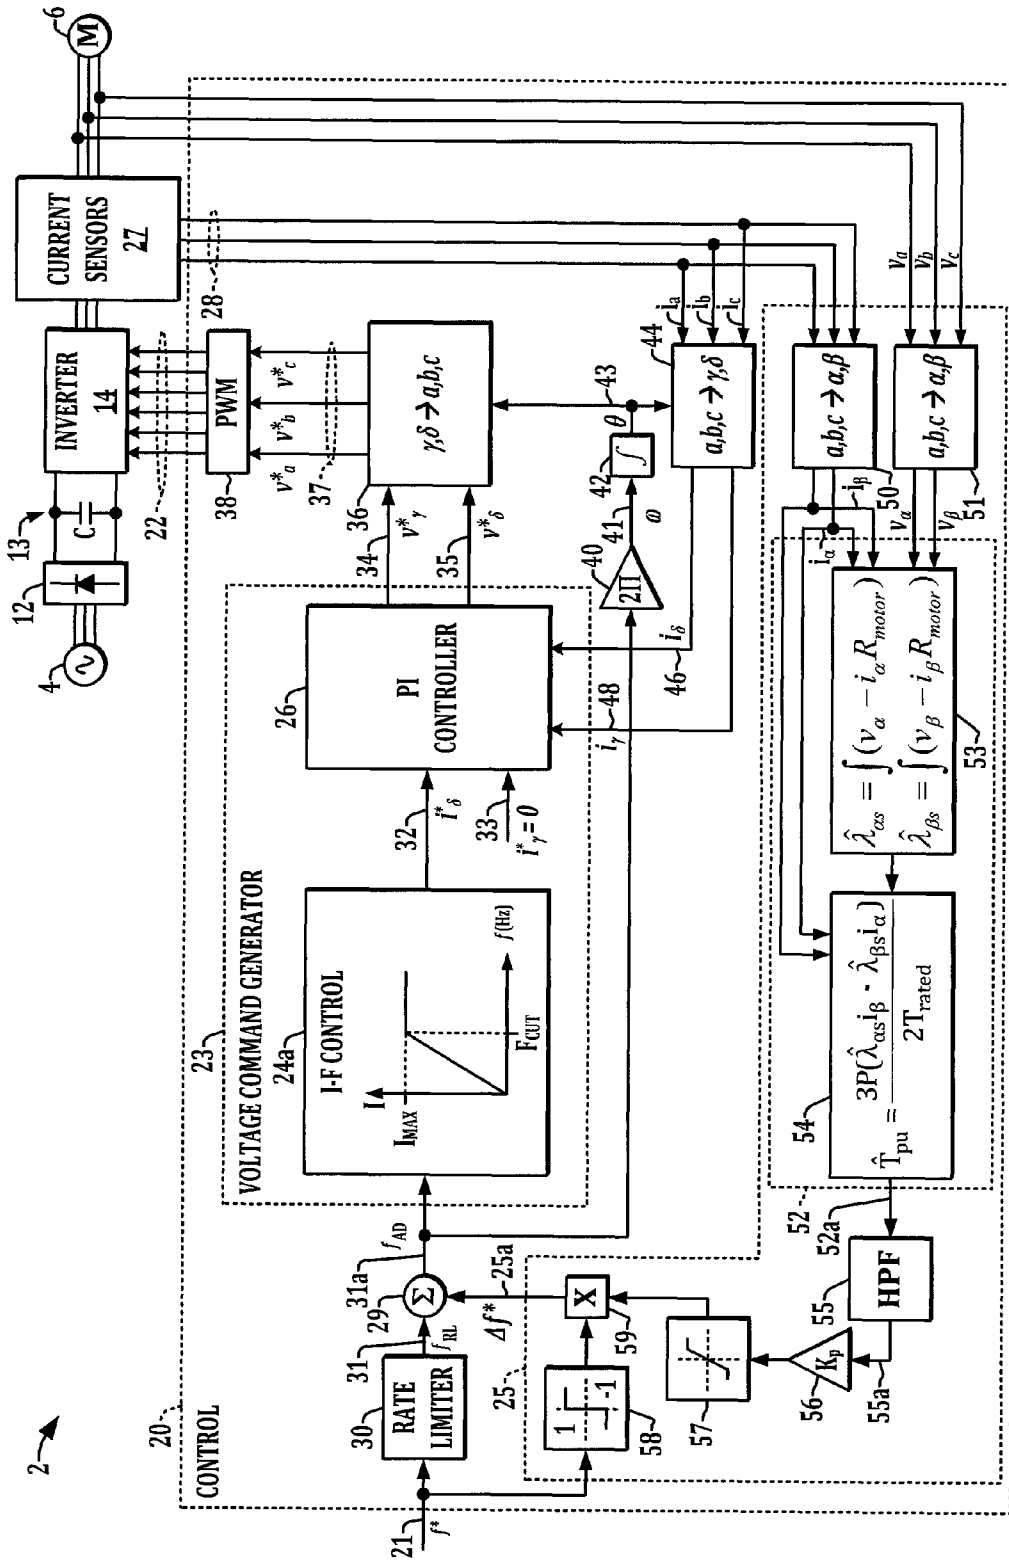 2
20
CONTROL
21
f*
30
RATE
LIMITER
31
f_RL
29
Σ
31a
f_AD
Δf*
25a
23
VOLTAGE COMMAND GENERATOR
24a
I-F CONTROL
I
I_MAX
F_CUT
f(Hz)
32
i*_δ
33
i*_γ=0
26
PI
CONTROLLER
34
v*_γ
35
v*_δ
36
γ,δ→a,b,c
37
v*_a
v*_b
v*_c
38
PWM
22
4
12
13
C
INVERTER
14
CURRENT
SENSORS
27
28
6
M
40
2Π
41
ω
42
∫
θ
43
44
a,b,c→γ,δ
i_a
i_b
i_c
i_δ
46
i_γ
48
25
58
1
-1
59
X
57
56
K_p
55a
55
HPF
52a
52
54
T̂_pu = 3P(λ̂_αs i_β - λ̂_βs i_α) / 2T_rated
53
λ̂_αs = ∫(v_α − i_α R_motor)
λ̂_βs = ∫(v_β − i_β R_motor)
i_α
i_β
50
a,b,c→α,β
v_α
v_β
51
a,b,c→α,β
v_a
v_b
v_c